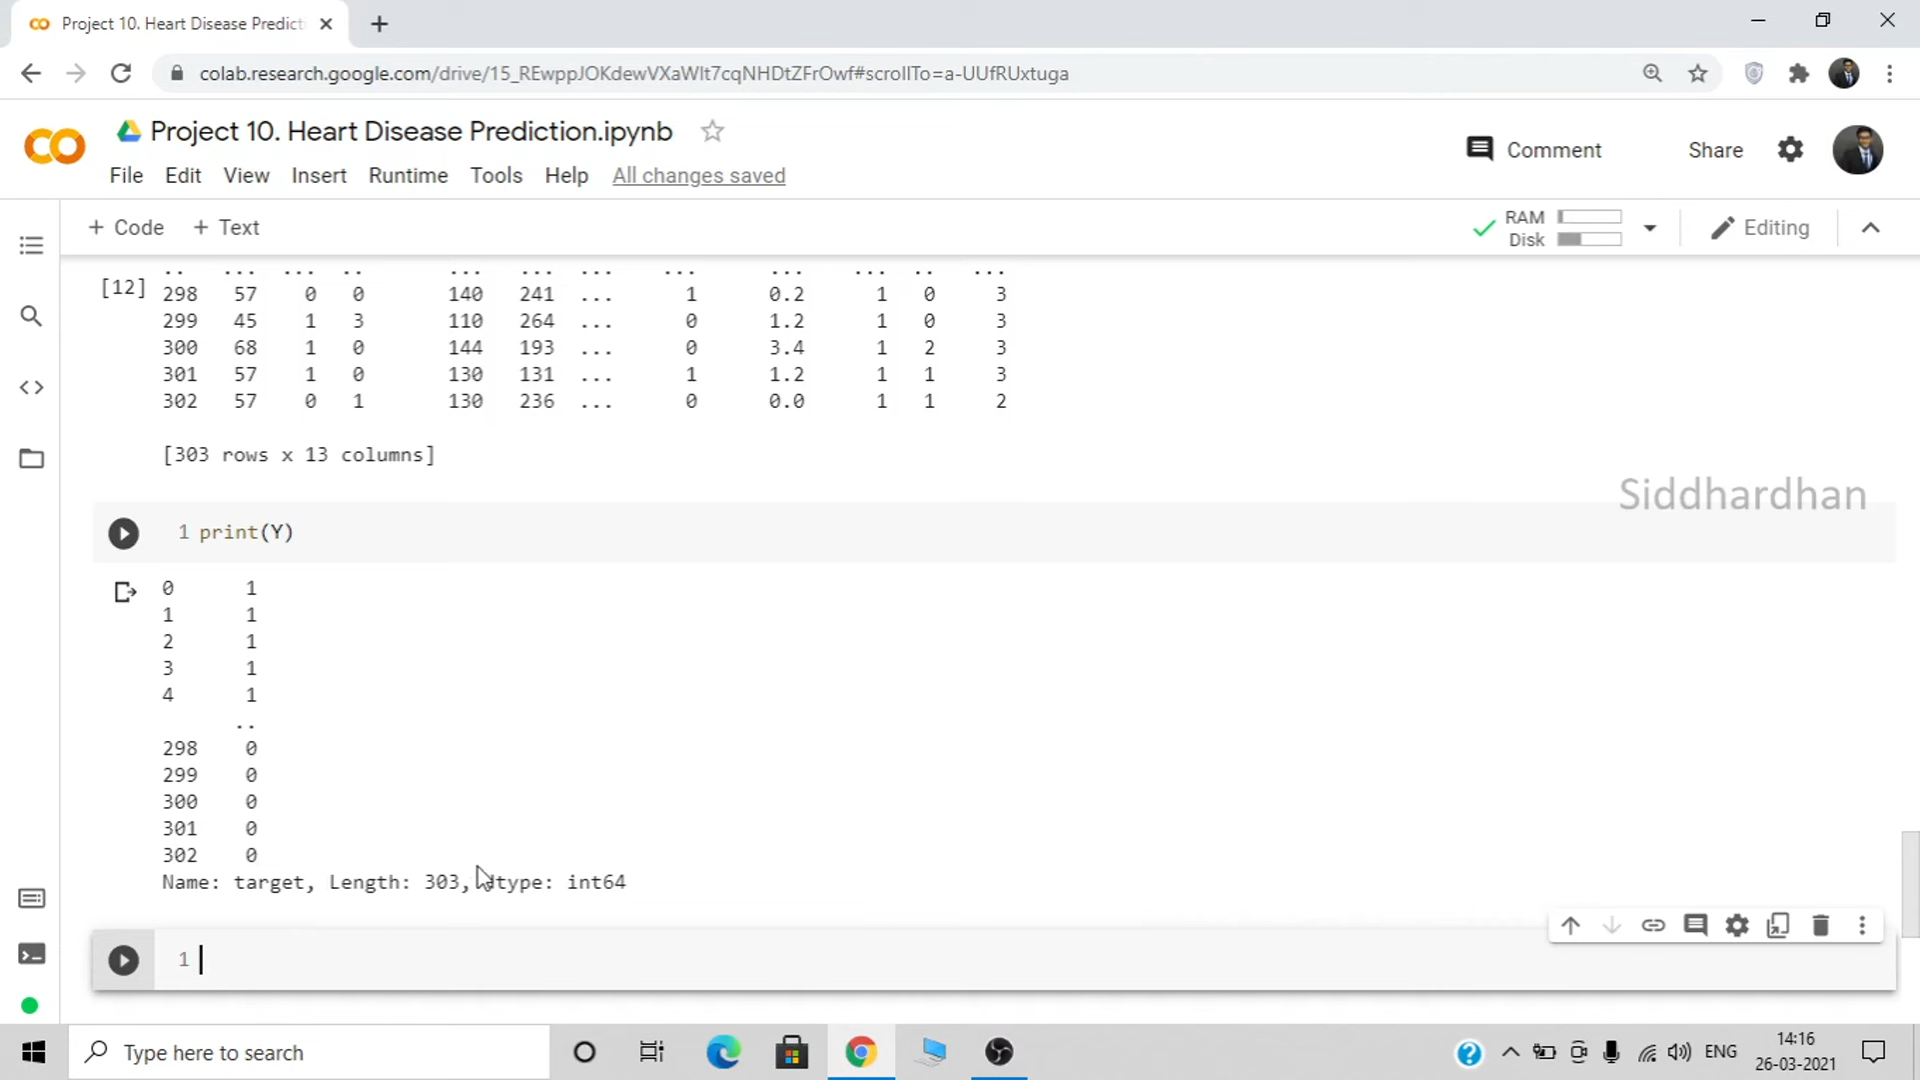 Project 10. Heart Disease Predicti
colab.research.google.com/drive/15_REwppJOKdewVXaWIt7cqNHDtZFrOwf#scrollTo=a-UUfRUxtuga
CO Project 10. Heart Disease Prediction.ipynb
Comment Share
File Edit View Insert Runtime Tools Help All changes saved
+ Code + Text
RAM
Disk
Editing
.. ... ... .. ... ... ... ... ... ... .. ...
[12] 298 57 0 0 140 241 ... 1 0.2 1 0 3
299 45 1 3 110 264 ... 0 1.2 1 0 3
300 68 1 0 144 193 ... 0 3.4 1 2 3
301 57 1 0 130 131 ... 1 1.2 1 1 3
302 57 0 1 130 236 ... 0 0.0 1 1 2
[303 rows x 13 columns]
Siddhardhan
1 print(Y)
0 1
1 1
2 1
3 1
4 1
..
298 0
299 0
300 0
301 0
302 0
Name: target, Length: 303, dtype: int64
1
Type here to search
ENG
14:16
26-03-2021